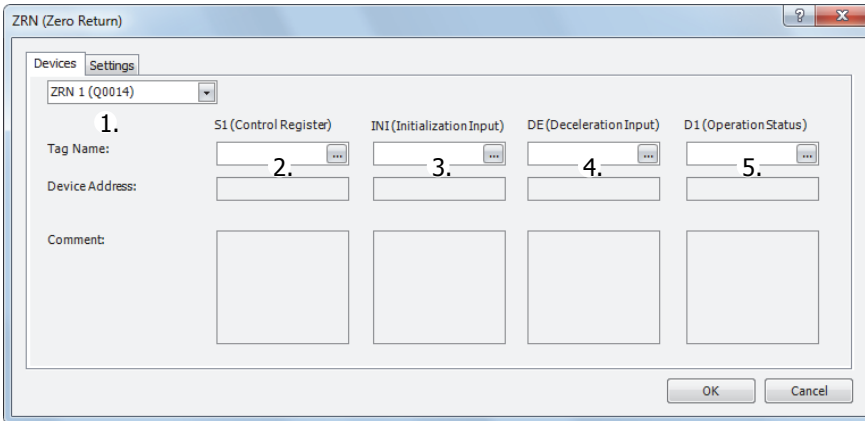 ZRN (Zero Return)
?
X
Devices Settings
ZRN 1 (Q0014)
1.
S1 (Control Register) INI (Initialization Input) DE (Deceleration Input) D1 (Operation Status)
Tag Name: ... ... ... ...
2. 3. 4. 5.
Device Address:
Comment:
OK Cancel